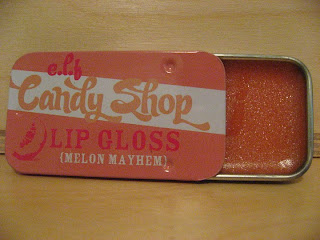 e.l.f
Candy Shop
LIP GLOSS
{MELON MAYHEM}